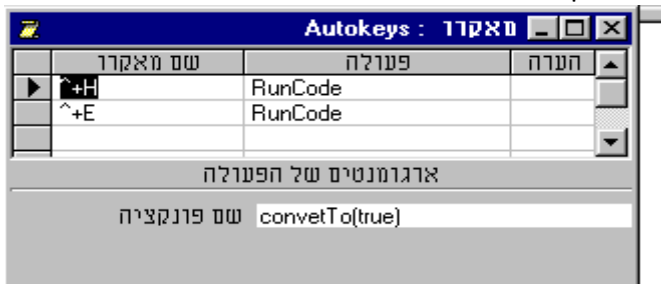 מאקרו : Autokeys
שם מאקרו פעולה הערה
^+H RunCode
^+E RunCode
ארגומנטים של הפעולה
שם פונקציה convetTo(true)